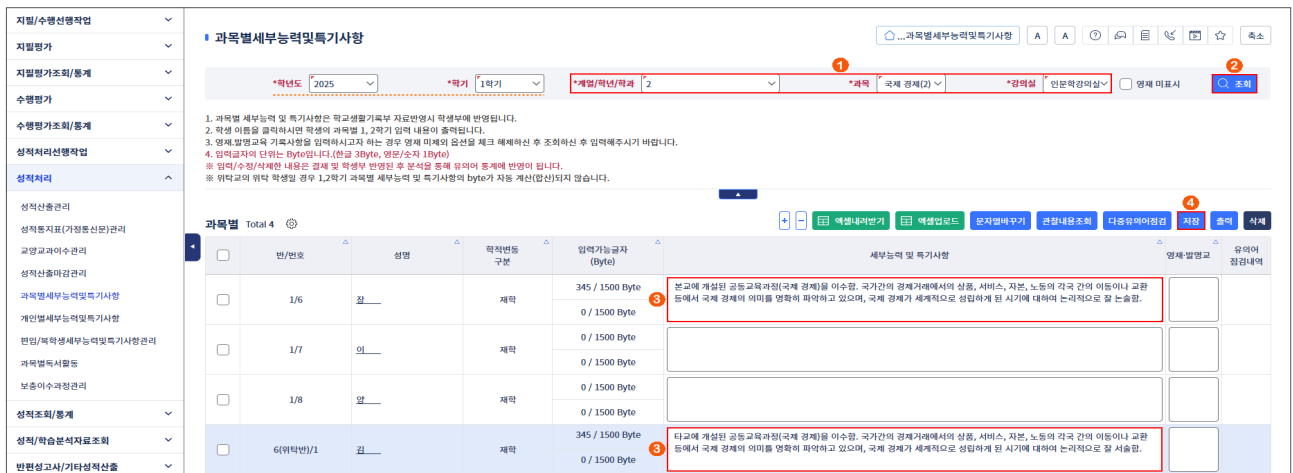 지필/수행선행작업
지필평가
지필평가조회/통계
수행평가
수행평가조회/통계
성적처리선행작업
성적처리
성적산출관리
성적통지표(가정통신문)관리
교양교과이수관리
성적산출마감관리
과목별세부능력및특기사항
개인별세부능력및특기사항
편입/복학생세부능력및특기사항관리
과목별독서활동
보충이수과정관리
성적조회/통계
성적/학습분석자료조회
반편성고사/기타성적산출
과목별세부능력및특기사항
...과목별세부능력및특기사항 A A ? 축소
1 2
*학년도 2025 *학기 1학기 *계열/학년/학과 2 *과목 국제 경제(2) *강의실 인문학강의실 영재 미표시 조회
1. 과목별 세부능력 및 특기사항은 학교생활기록부 자료반영시 학생부에 반영됩니다.
2. 학생 이름을 클릭하시면 학생의 과목별 1, 2학기 입력 내용이 출력됩니다.
3. 영재.발명교육 기록사항을 입력하시고자 하는 경우 영재 미제외 옵션을 체크 해제하신 후 조회하신 후 입력해주시기 바랍니다.
4. 입력글자의 단위는 Byte입니다.(한글 3Byte, 영문/숫자 1Byte)
※ 입력/수정/삭제한 내용은 결재 및 학생부 반영된 후 분석을 통해 유의어 통계에 반영이 됩니다.
※ 위탁교의 위탁 학생일 경우 1,2학기 과목별 세부능력 및 특기사항의 byte가 자동 계산(합산)되지 않습니다.
4
과목별 Total 4 + - 엑셀내려받기 엑셀업로드 문자열바꾸기 관찰내용조회 다중유의어점검 저장 출력 삭제
반/번호 성명 학적변동 구분 입력가능글자 (Byte) 세부능력 및 특기사항 영재·발명교 유의어 점검내역
1/6 장 재학 345 / 1500 Byte
0 / 1500 Byte
3
본교에 개설된 공동교육과정(국제 경제)을 이수함. 국가간의 경제거래에서의 상품, 서비스, 자본, 노동의 각국 간의 이동이나 교환
등에서 국제 경제의 의미를 명확히 파악하고 있으며, 국제 경제가 세계적으로 성립하게 된 시기에 대하여 논리적으로 잘 논술함.
1/7 이 재학 0 / 1500 Byte
0 / 1500 Byte
1/8 양 재학 0 / 1500 Byte
0 / 1500 Byte
6(위탁반)/1 김 재학 345 / 1500 Byte
0 / 1500 Byte
3
타교에 개설된 공동교육과정(국제 경제)을 이수함. 국가간의 경제거래에서의 상품, 서비스, 자본, 노동의 각국 간의 이동이나 교환
등에서 국제 경제의 의미를 명확히 파악하고 있으며, 국제 경제가 세계적으로 성립하게 된 시기에 대하여 논리적으로 잘 서술함.